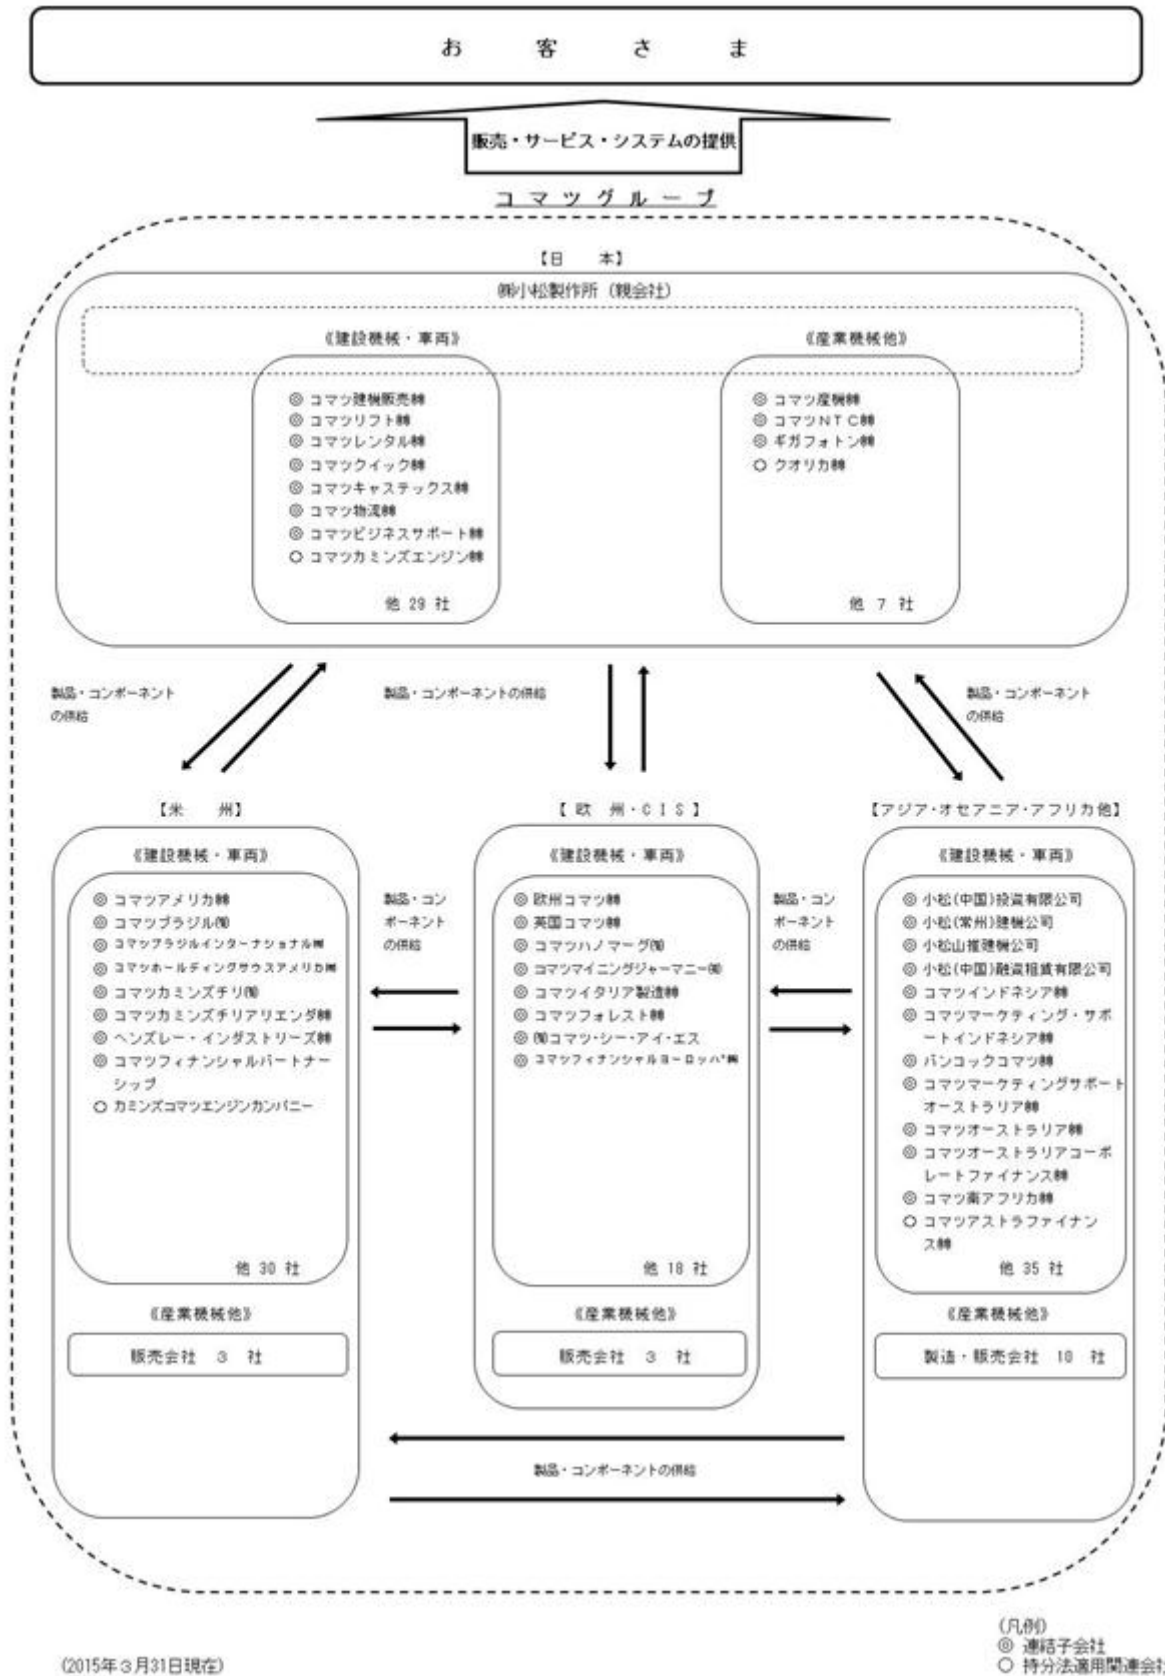 お客さま
販売・サービス・システムの提供
コマツグループ
【日　本】
㈱小松製作所（親会社）
《建設機械・車両》
◎ コマツ建機販売㈱
◎ コマツリフト㈱
◎ コマツレンタル㈱
◎ コマツクイック㈱
◎ コマツキャステックス㈱
◎ コマツ物流㈱
◎ コマツビジネスサポート㈱
○ コマツカミンズエンジン㈱
他 29 社
《産業機械他》
◎ コマツ産機㈱
◎ コマツＮＴＣ㈱
◎ ギガフォトン㈱
○ クオリカ㈱
他 7 社
製品・コンポーネント
の供給
製品・コンポーネントの供給
製品・コンポーネント
の供給
【米　州】
《建設機械・車両》
◎ コマツアメリカ㈱
◎ コマツブラジル㈲
◎ コマツブラジルインターナショナル㈲
◎ コマツホールディングサウスアメリカ㈲
◎ コマツカミンズチリ㈲
◎ コマツカミンズチリアリエンダ㈱
◎ ヘンズレー・インダストリーズ㈱
◎ コマツフィナンシャルパートナー
シップ
○ カミンズコマツエンジンカンパニー
他 30 社
《産業機械他》
販売会社 3 社
製品・コン
ポーネント
の供給
【欧 州・ＣＩＳ】
《建設機械・車両》
◎ 欧州コマツ㈱
◎ 英国コマツ㈱
◎ コマツハノマーグ㈲
◎ コマツマイニングジャーマニー㈲
◎ コマツイタリア製造㈱
◎ コマツフォレスト㈱
◎ ㈲コマツ・シー・アイ・エス
◎ コマツフィナンシャルヨーロッパ㈱
他 18 社
《産業機械他》
販売会社 3 社
製品・コン
ポーネント
の供給
【アジア・オセアニア・アフリカ他】
《建設機械・車両》
◎ 小松(中国)投資有限公司
◎ 小松(常州)建機公司
◎ 小松山推建機公司
◎ 小松(中国)融資租賃有限公司
◎ コマツインドネシア㈱
◎ コマツマーケティング・サポ
ートインドネシア㈱
◎ バンコックコマツ㈱
◎ コマツマーケティングサポート
オーストラリア㈱
◎ コマツオーストラリア㈱
◎ コマツオーストラリアコーポ
レートファイナンス㈱
◎ コマツ南アフリカ㈱
○ コマツアストラファイナン
ス㈱
他 35 社
《産業機械他》
製造・販売会社 10 社
製品・コンポーネントの供給
(凡例)
◎ 連結子会社
○ 持分法適用関連会社
(2015年３月31日現在)